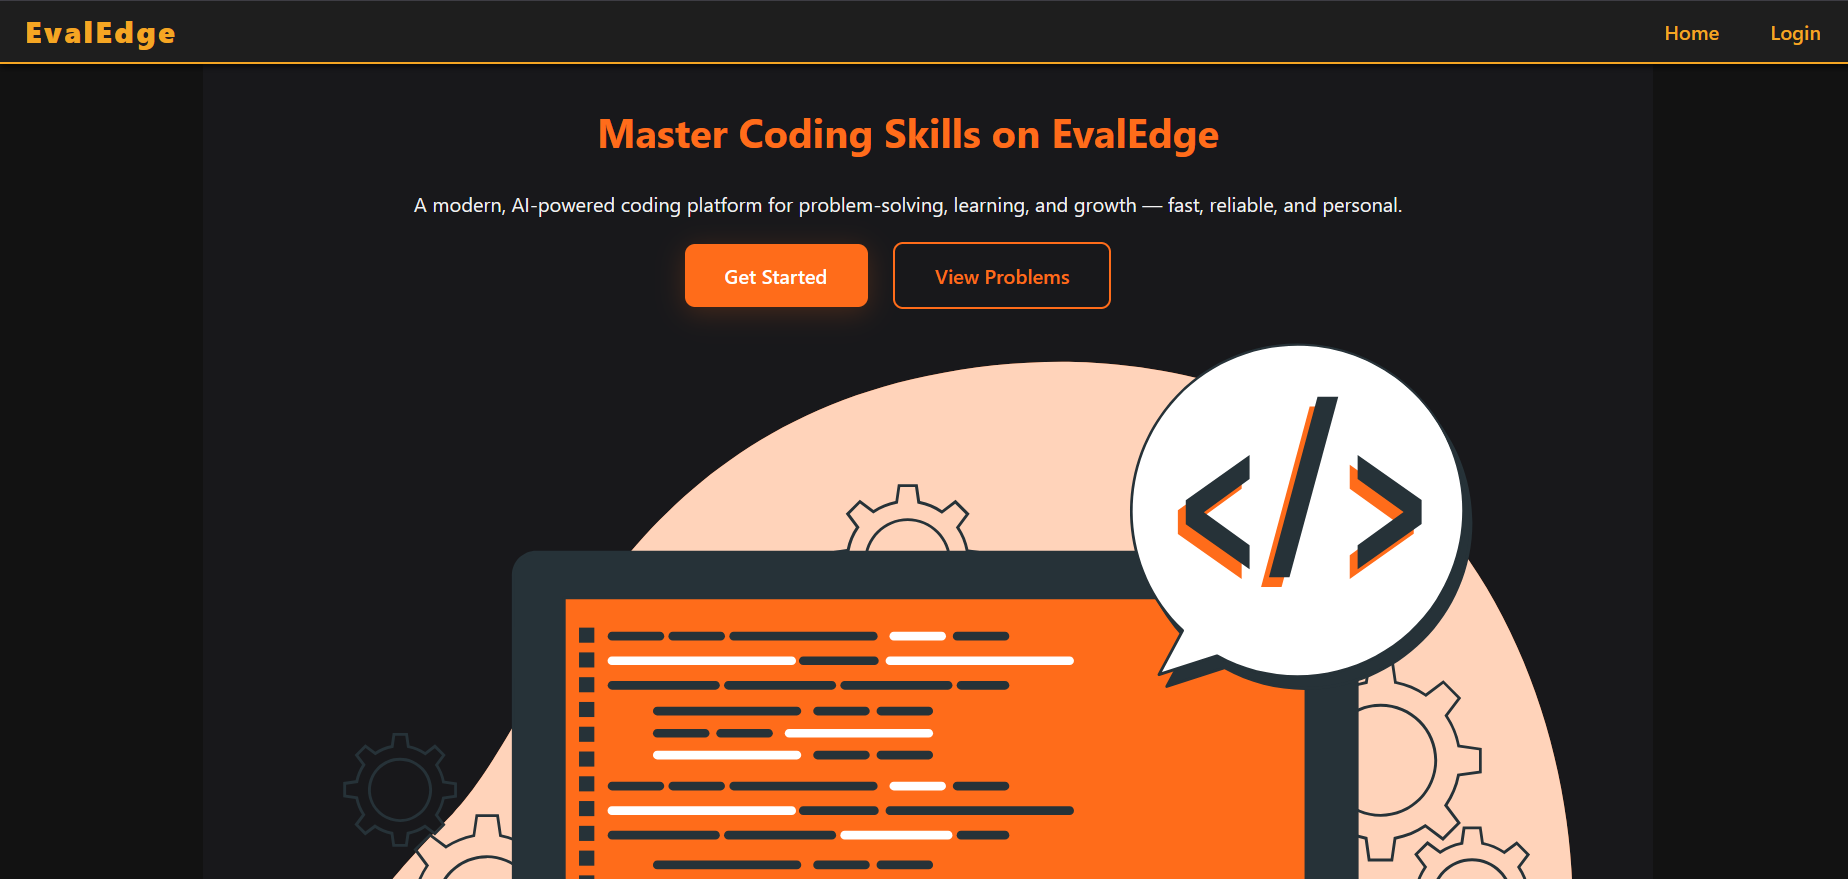 EvalEdge
Home
Login
Master Coding Skills on EvalEdge
A modern, AI-powered coding platform for problem-solving, learning, and growth — fast, reliable, and personal.
Get Started
View Problems
</>